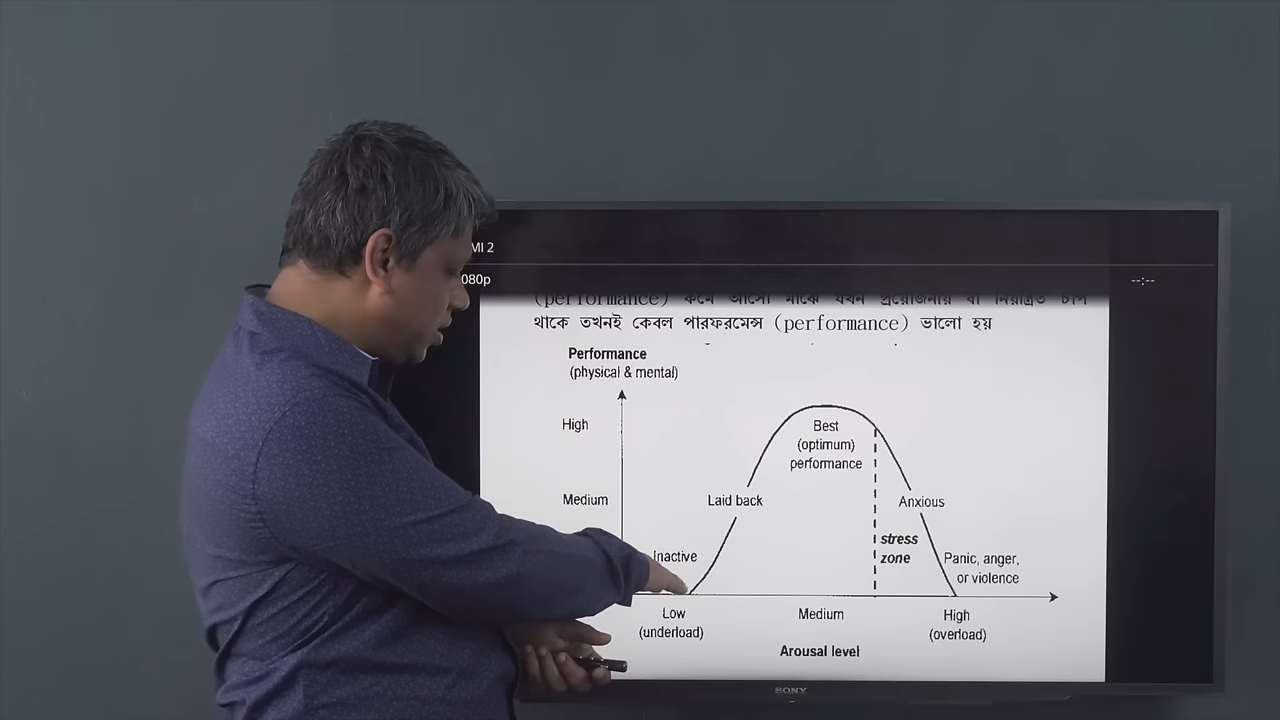 MI 2
080p
--:--
(performance) কমে আসে। মাঝে যখন প্রয়োজনীয় বা নিয়ন্ত্রিত চাপ
থাকে তখনই কেবল পারফরমেন্স (performance) ভালো হয়
Performance
(physical & mental)
High
Best
(optimum)
performance
Medium
Laid back
Anxious
stress
zone
Inactive
Panic, anger,
or violence
Low
(underload)
Medium
High
(overload)
Arousal level
SONY